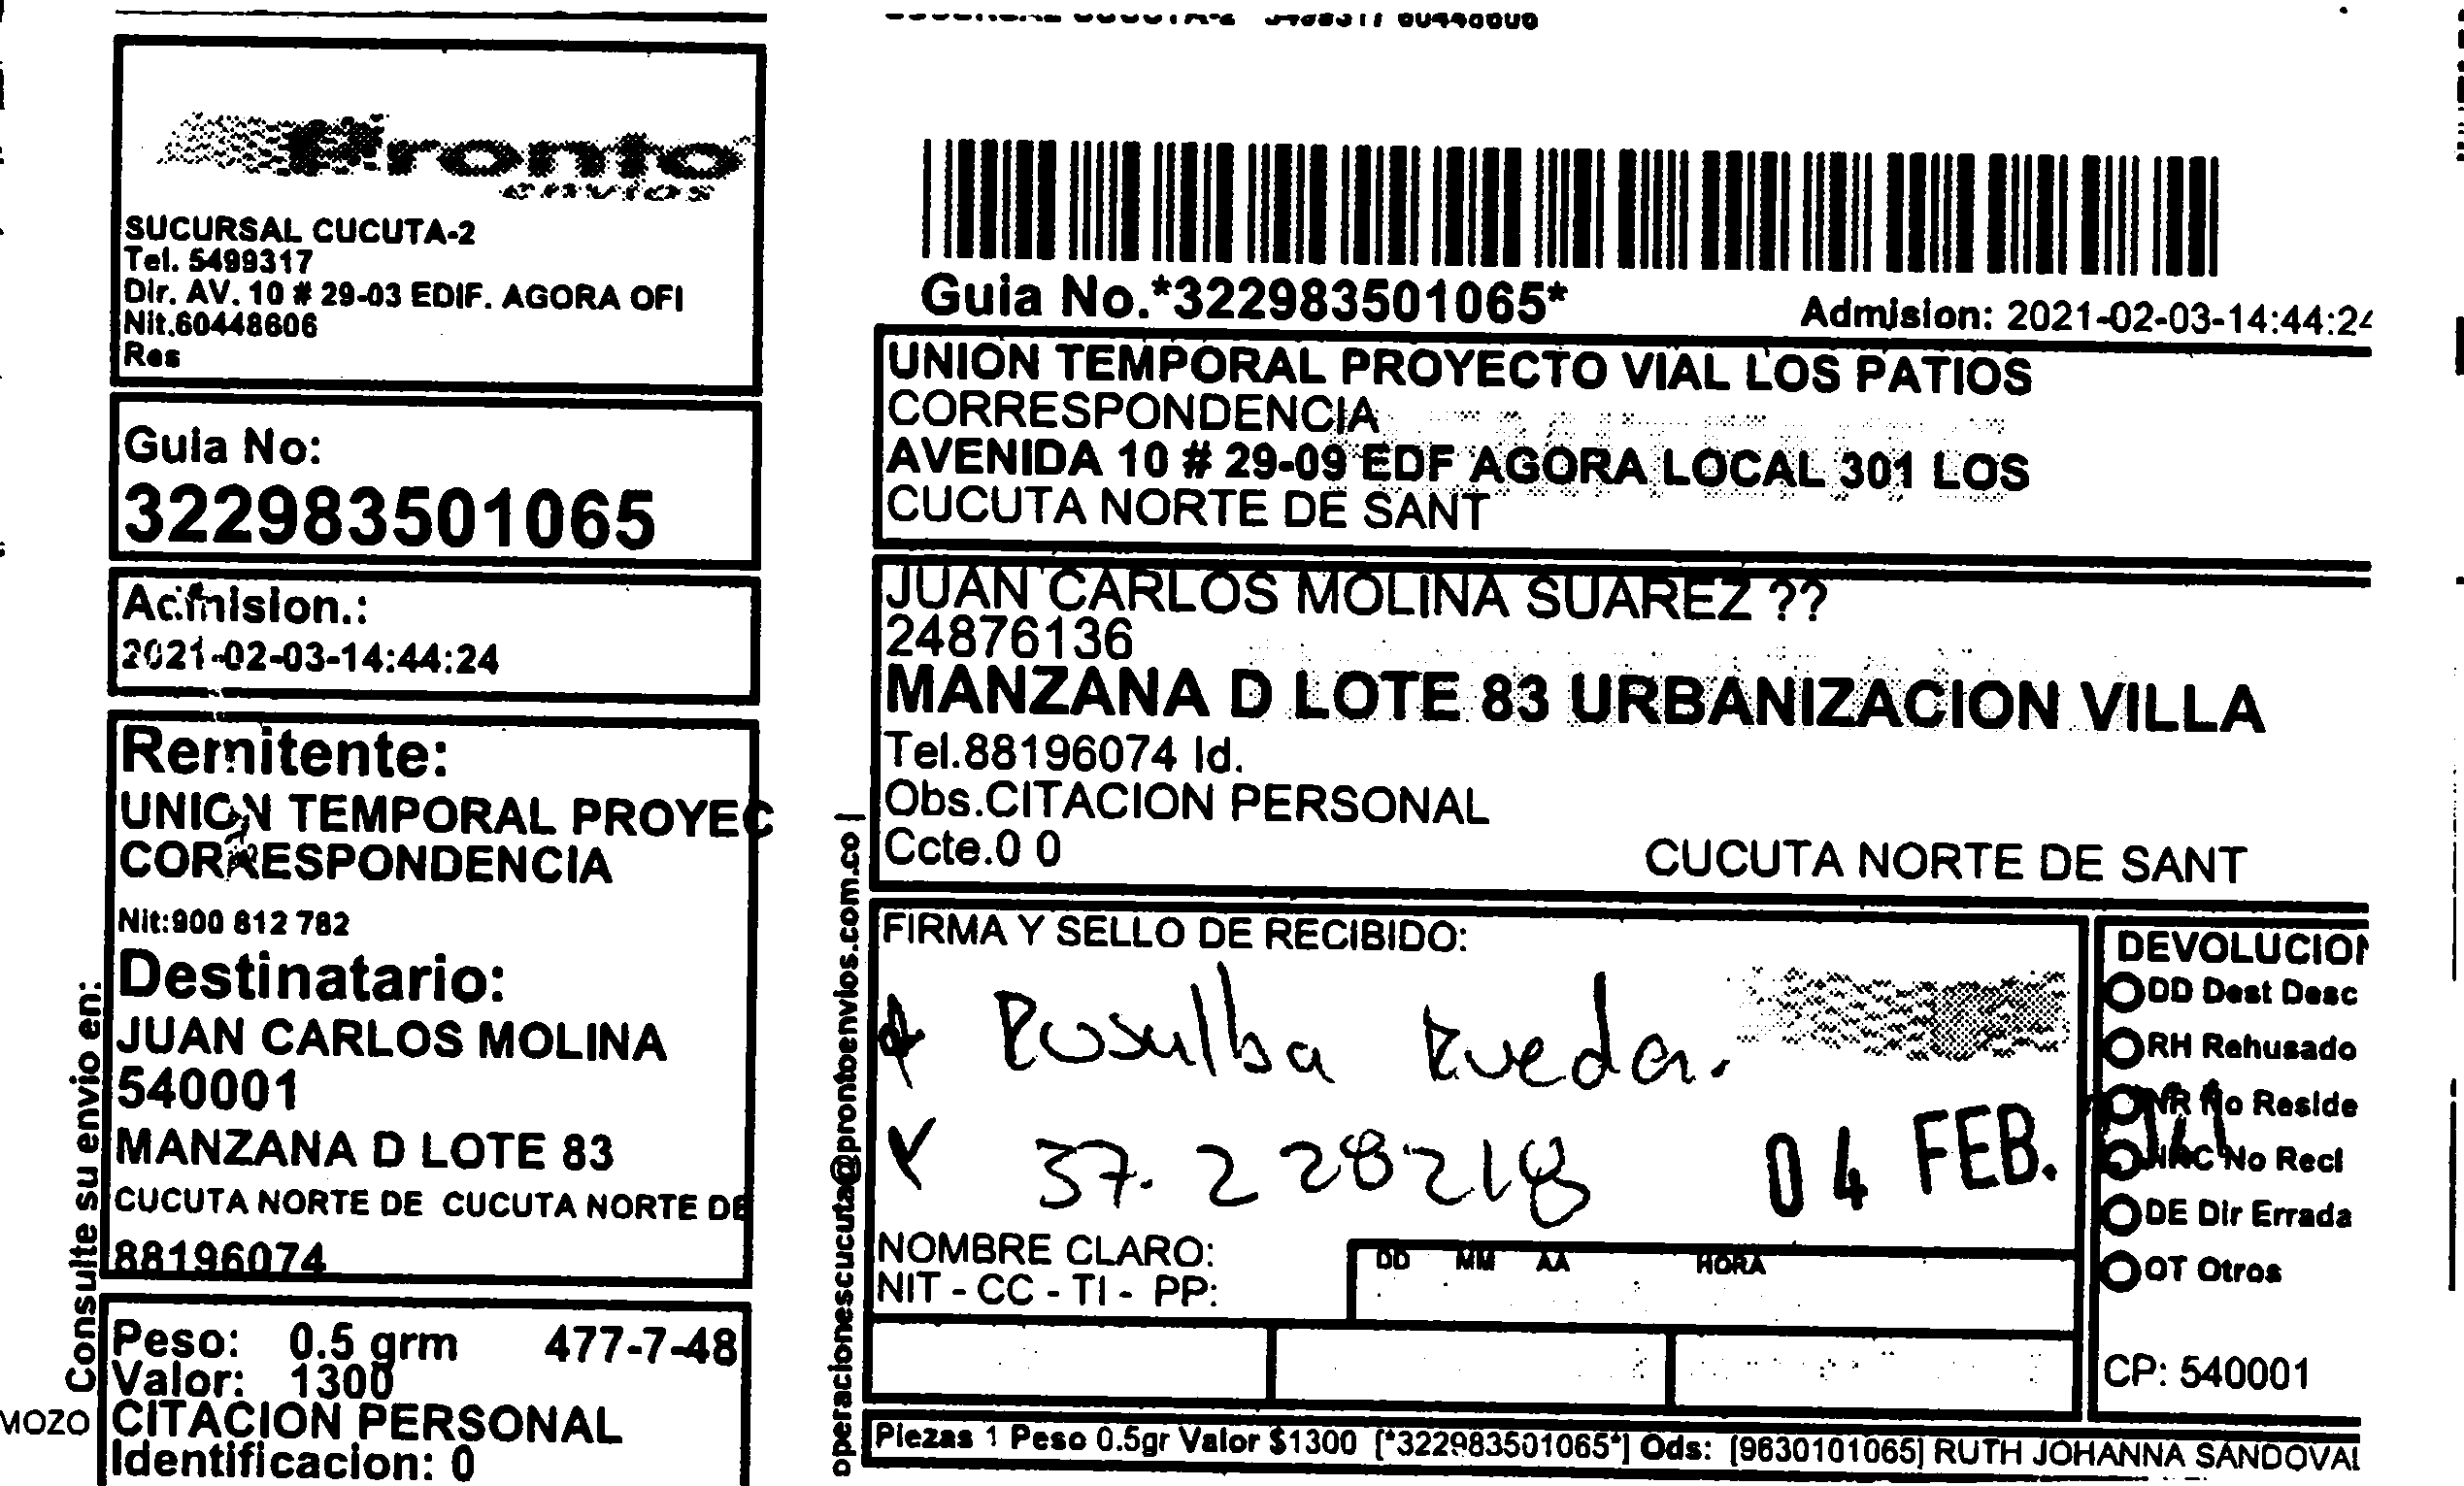 Pronto
envios
SUCURSAL CUCUTA-2
Tel. 5499317
Dir. AV. 10 # 29-03 EDIF. AGORA OFI
Nit.60448606
Res
Guia No:
322983501065
Admision.:
2021-02-03-14:44:24
Remitente:
UNION TEMPORAL PROYEC
CORRESPONDENCIA
Nit:900 812 782
Destinatario:
JUAN CARLOS MOLINA
540001
MANZANA D LOTE 83
CUCUTA NORTE DE CUCUTA NORTE DE
88196074
Peso: 0.5 grm 477-7-48
Valor: 1300
CITACION PERSONAL
Identificacion: 0
Consulte su envio en:
MOZO
Guia No.*322983501065*
Admision: 2021-02-03-14:44:24
UNION TEMPORAL PROYECTO VIAL LOS PATIOS
CORRESPONDENCIA
AVENIDA 10 # 29-09 EDF AGORA LOCAL 301 LOS
CUCUTA NORTE DE SANT
JUAN CARLOS MOLINA SUAREZ ??
24876136
MANZANA D LOTE 83 URBANIZACION VILLA
Tel.88196074 Id.
Obs.CITACION PERSONAL
Ccte.0 0
CUCUTA NORTE DE SANT
operacionescucuta@prontoenvios.com.co |
FIRMA Y SELLO DE RECIBIDO:
Rosulba Rueda.
37.228218
04 FEB.
NOMBRE CLARO:
NIT - CC - TI - PP:
DD MM AA HORA
DEVOLUCION
DD Dest Desc
RH Rehusado
NR No Reside
NRC No Recl
DE Dir Errada
OT Otros
CP: 540001
Piezas 1 Peso 0.5gr Valor $1300 [*322983501065*] Ods: [9630101065] RUTH JOHANNA SANDOVAL